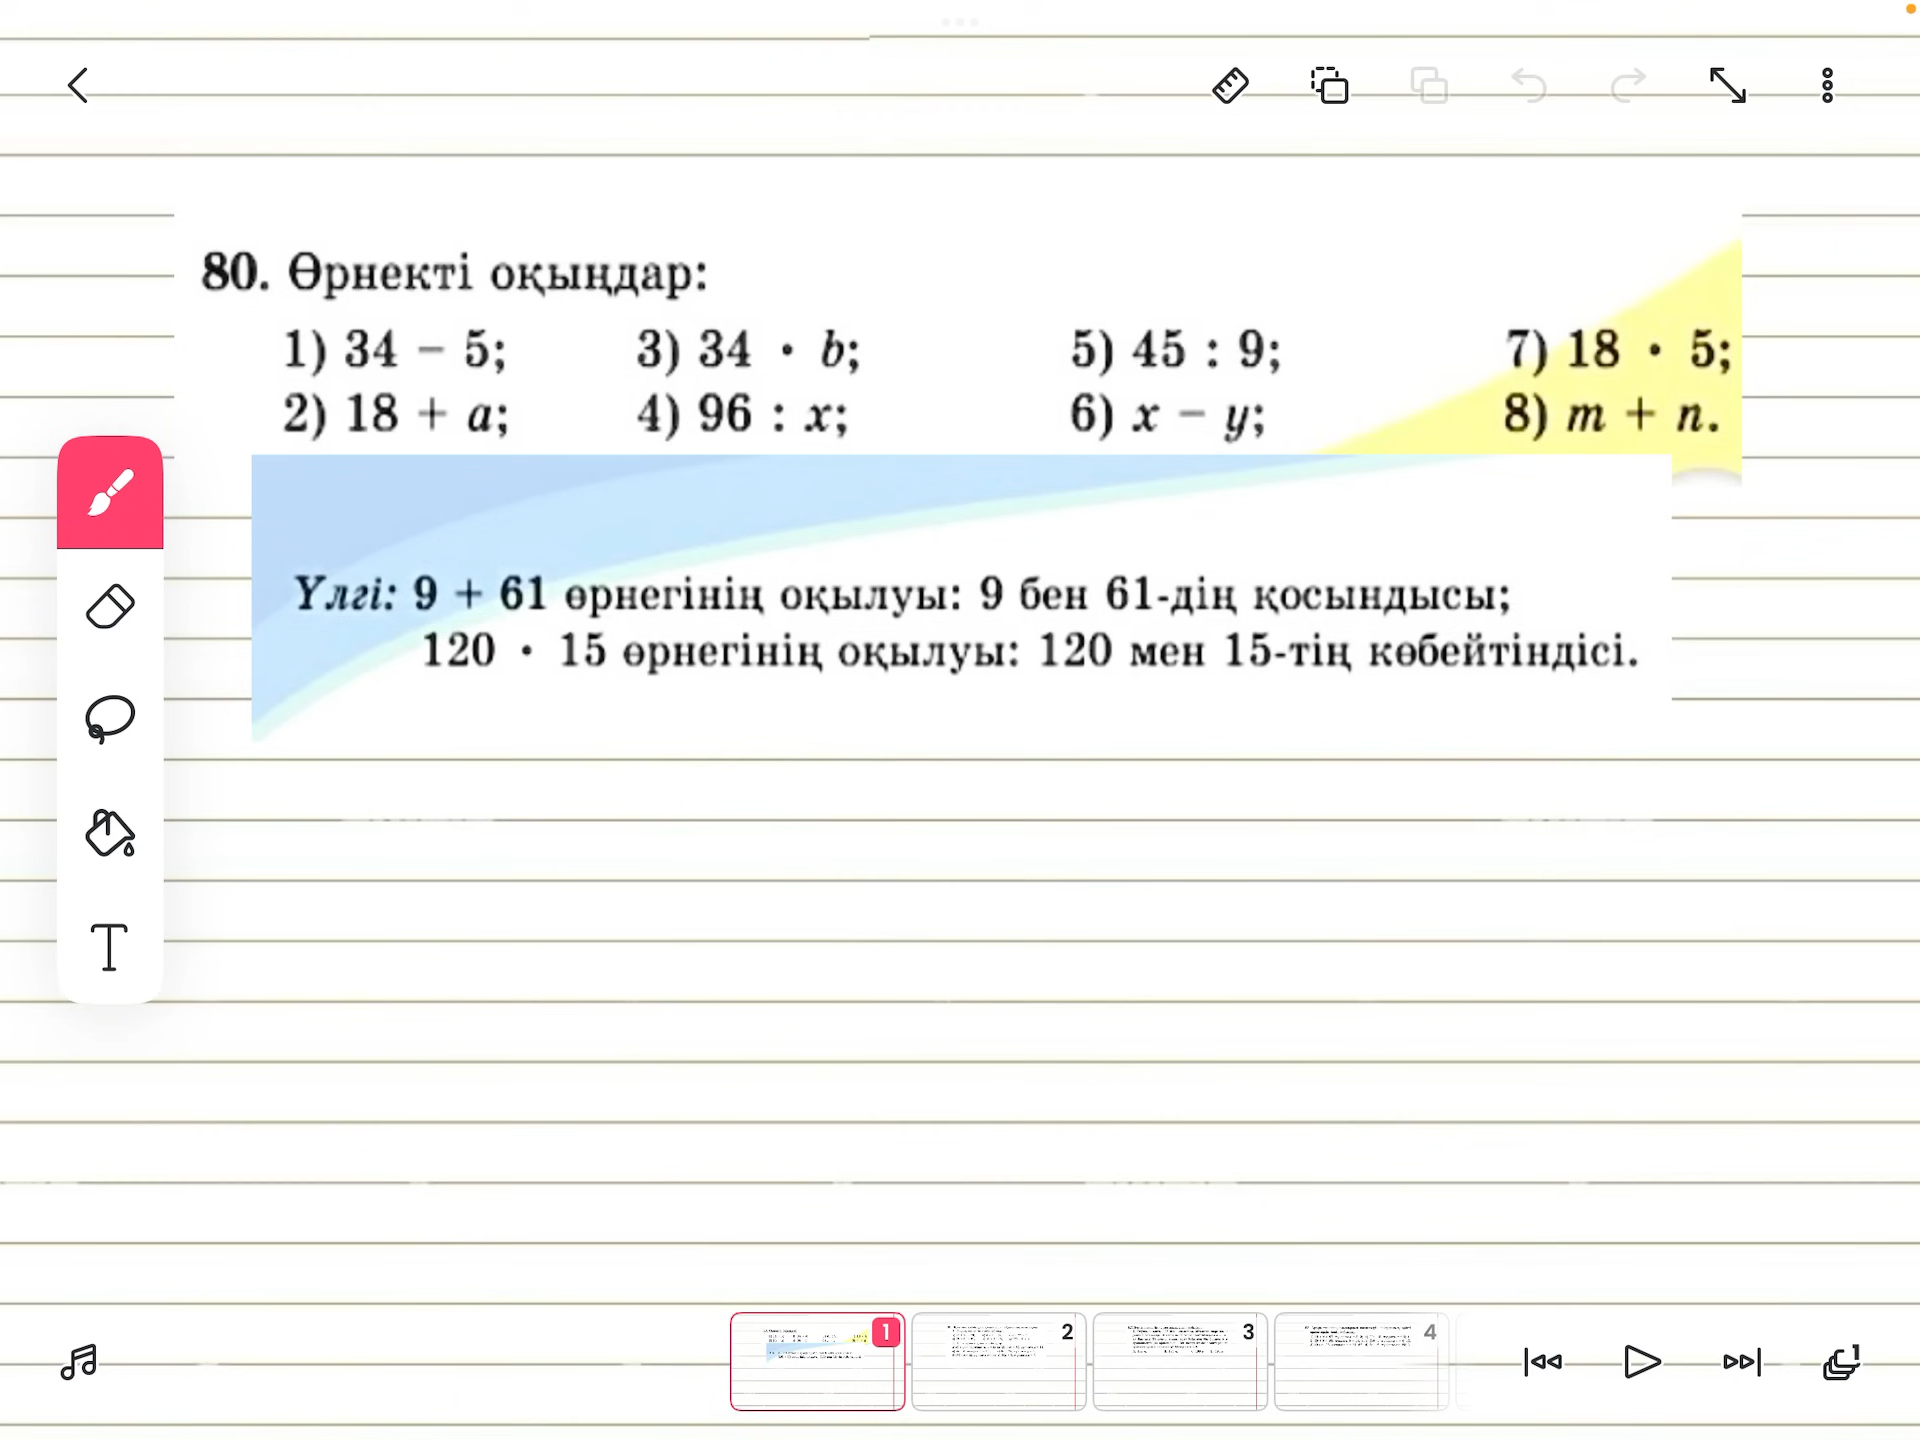 80. Өрнекті оқыңдар:
1) 34 − 5; 3) 34 · b; 5) 45 : 9; 7) 18 · 5;
2) 18 + a; 4) 96 : x; 6) x − y; 8) m + n.
Үлгі: 9 + 61 өрнегінің оқылуы: 9 бен 61-дің қосындысы;
120 · 15 өрнегінің оқылуы: 120 мен 15-тің көбейтіндісі.
T
1 2 3 4
1